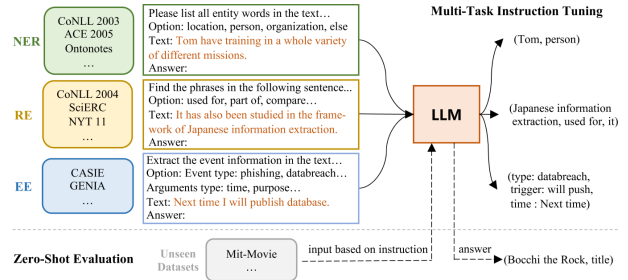 Multi-Task Instruction Tuning
NER
CoNLL 2003
ACE 2005
Ontonotes
…
Please list all entity words in the text…
Option: location, person, organization, else
Text: Tom have training in a whole variety
of different missions.
Answer:
RE
CoNLL 2004
SciERC
NYT 11
…
Find the phrases in the following sentence...
Option: used for, part of, compare…
Text: It has also been studied in the frame-
work of Japanese information extraction.
Answer:
EE
CASIE
GENIA
…
Extract the event information in the text…
Option: Event type: phishing, databreach…
Arguments type: time, purpose…
Text: Next time I will publish database.
Answer:
LLM
(Tom, person)
(Japanese information
extraction, used for, it)
(type: databreach,
trigger: will push,
time : Next time)
Zero-Shot Evaluation
Unseen
Datasets
Mit-Movie
…
input based on instruction
answer
(Bocchi the Rock, title)